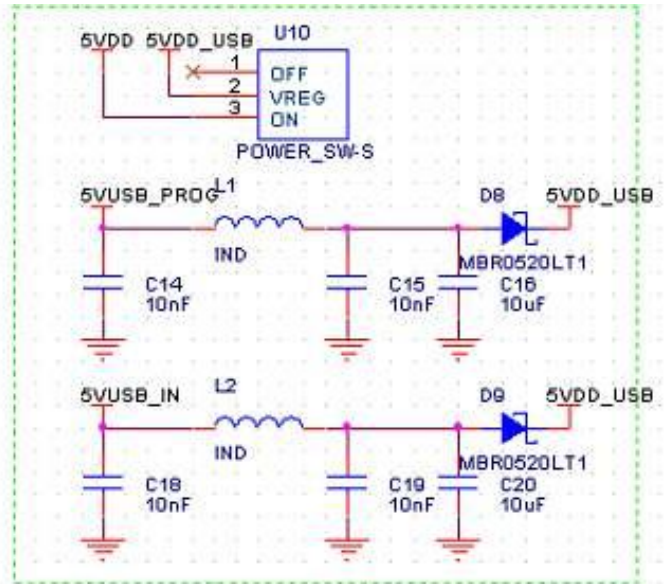 5VDD 5VDD_USB U10
1 OFF
2 VREG
3 ON
POWER_SW-S
5VUSB_PROG L1 D8 5VDD_USB
IND MBR0520LT1
C14 C15 C16
10nF 10nF 10uF
5VUSB_IN L2 D9 5VDD_USB
IND MBR0520LT1
C18 C19 C20
10nF 10nF 10uF